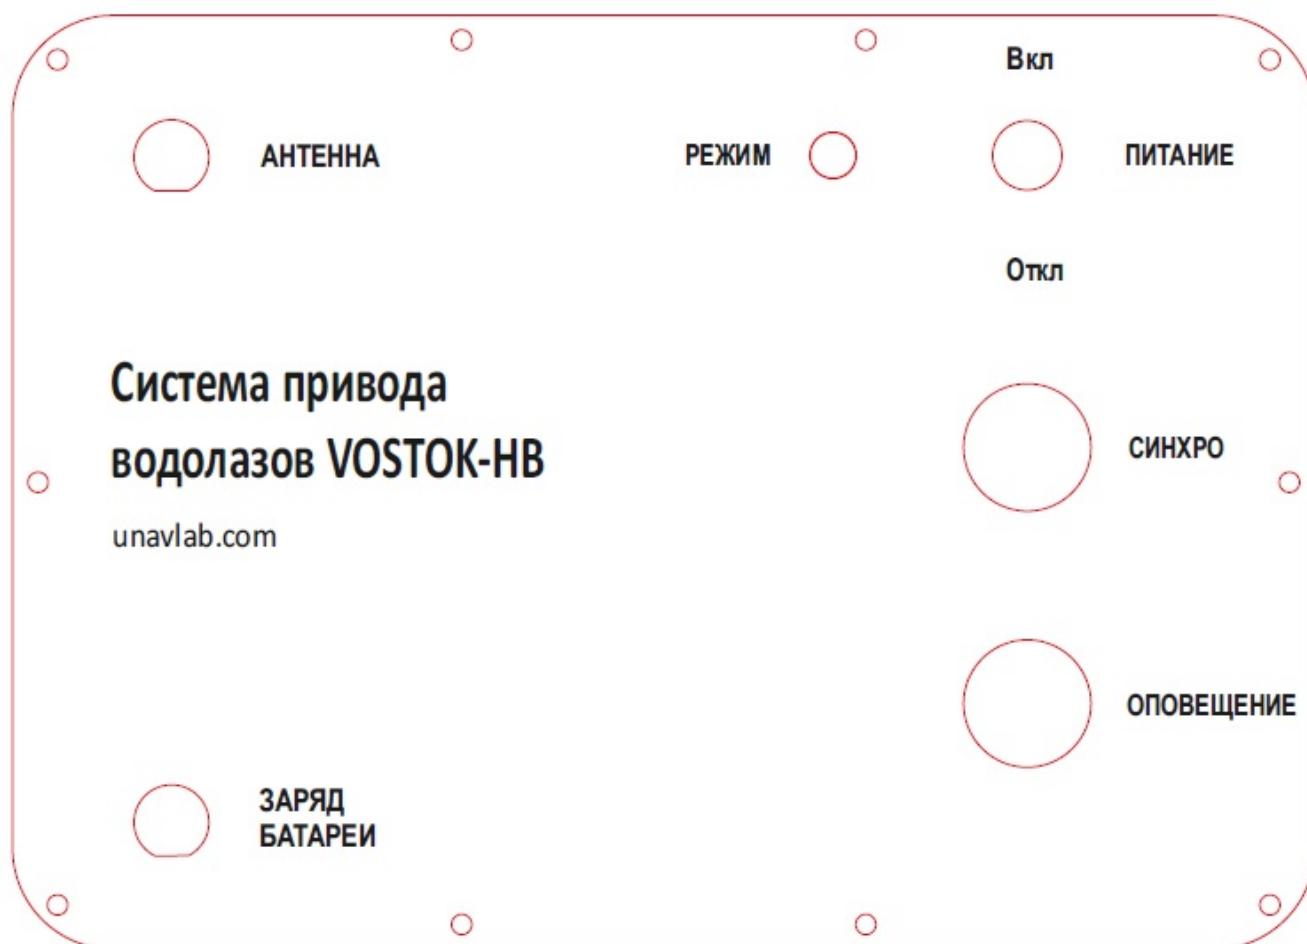 Вкл
АНТЕННА
РЕЖИМ
ПИТАНИЕ
Откл
Система привода
водолазов VOSTOK-HB
unavlab.com
СИНХРО
ОПОВЕЩЕНИЕ
ЗАРЯД
БАТАРЕИ